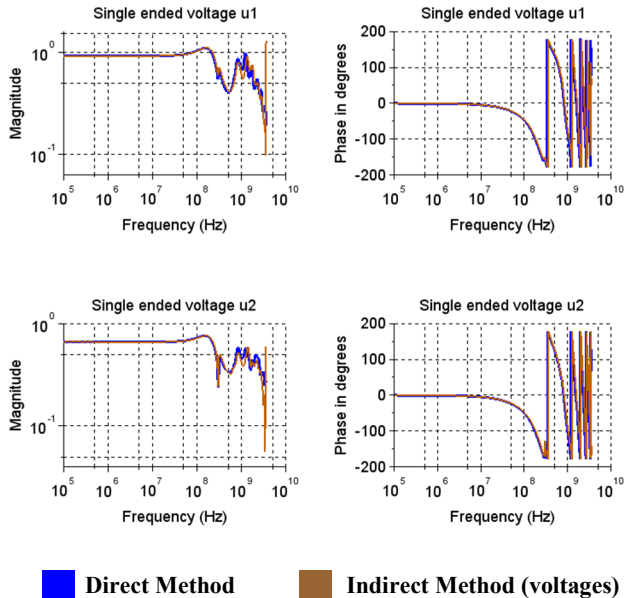 Single ended voltage u1
Magnitude
10^0
10^-1
10^5 10^6 10^7 10^8 10^9 10^10
Frequency (Hz)
Single ended voltage u1
Phase in degrees
200
100
0
-100
-200
10^5 10^6 10^7 10^8 10^9 10^10
Frequency (Hz)
Single ended voltage u2
Magnitude
10^0
10^-1
10^5 10^6 10^7 10^8 10^9 10^10
Frequency (Hz)
Single ended voltage u2
Phase in degrees
200
100
0
-100
-200
10^5 10^6 10^7 10^8 10^9 10^10
Frequency (Hz)
Direct Method
Indirect Method (voltages)